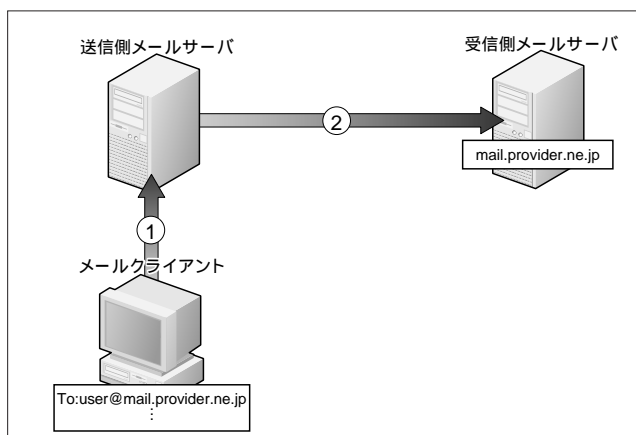 送信側メールサーバ
受信側メールサーバ
2
mail.provider.ne.jp
1
メールクライアント
To:user@mail.provider.ne.jp
⋮